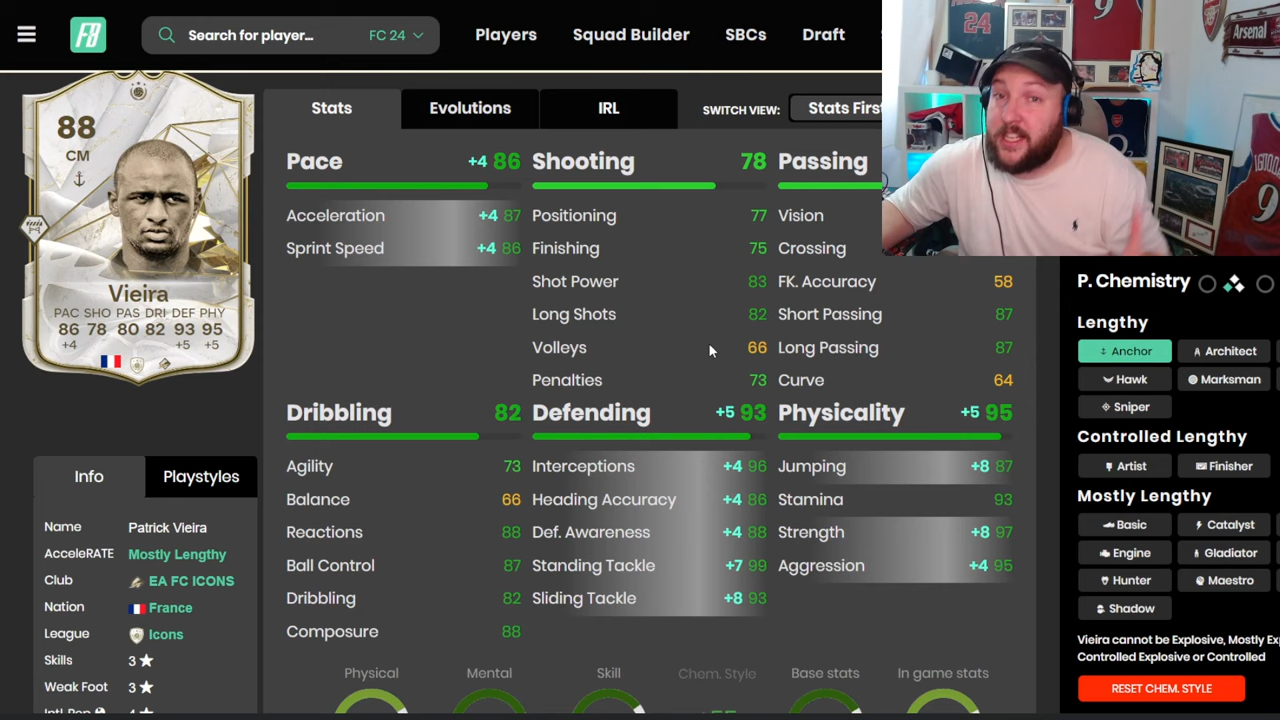 F8 Search for player... FC 24 Players Squad Builder SBCs Draft
24
9
Arsenal
9
88
CM
Vieira
PAC SHO PAS DRI DEF PHY
86 78 80 82 93 95
+4 +5 +5
Stats Evolutions IRL SWITCH VIEW: Stats First
Pace +4 86
Acceleration +4 87
Sprint Speed +4 86
Shooting 78
Positioning 77
Finishing 75
Shot Power 83
Long Shots 82
Volleys 66
Penalties 73
Passing
Vision
Crossing
FK. Accuracy 58
Short Passing 87
Long Passing 87
Curve 64
Dribbling 82
Agility 73
Balance 66
Reactions 88
Ball Control 87
Dribbling 82
Composure 88
Defending +5 93
Interceptions +4 96
Heading Accuracy +4 86
Def. Awareness +4 88
Standing Tackle +7 99
Sliding Tackle +8 93
Physicality +5 95
Jumping +8 87
Stamina 93
Strength +8 97
Aggression +4 95
Physical Mental Skill Chem. Style Base stats In game stats
Info Playstyles
Name Patrick Vieira
AcceleRATE Mostly Lengthy
Club EA FC ICONS
Nation France
League Icons
Skills 3
Weak Foot 3
P. Chemistry
Lengthy
Anchor Architect
Hawk Marksman
Sniper
Controlled Lengthy
Artist Finisher
Mostly Lengthy
Basic Catalyst
Engine Gladiator
Hunter Maestro
Shadow
Vieira cannot be Explosive, Mostly Exp
Controlled Explosive or Controlled
RESET CHEM. STYLE